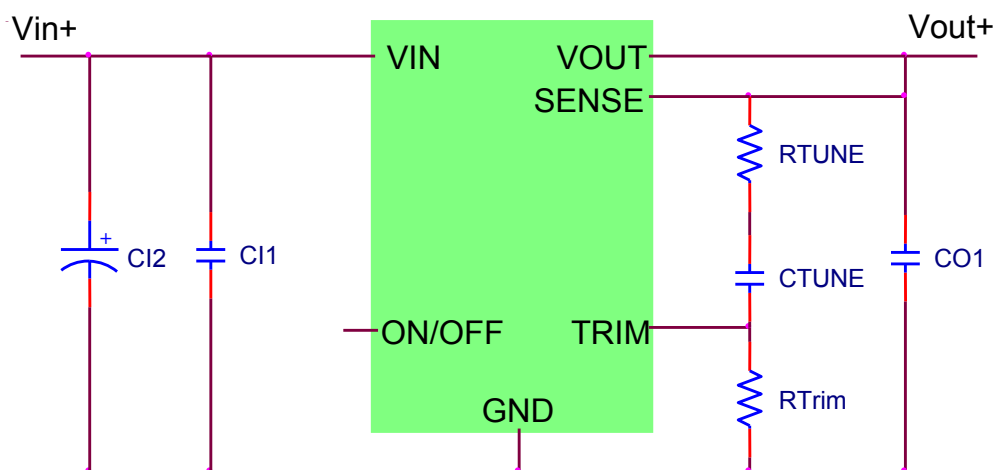 Vin+
Vout+
VIN
VOUT
SENSE
RTUNE
+
CI2
CI1
CTUNE
CO1
ON/OFF
TRIM
RTrim
GND